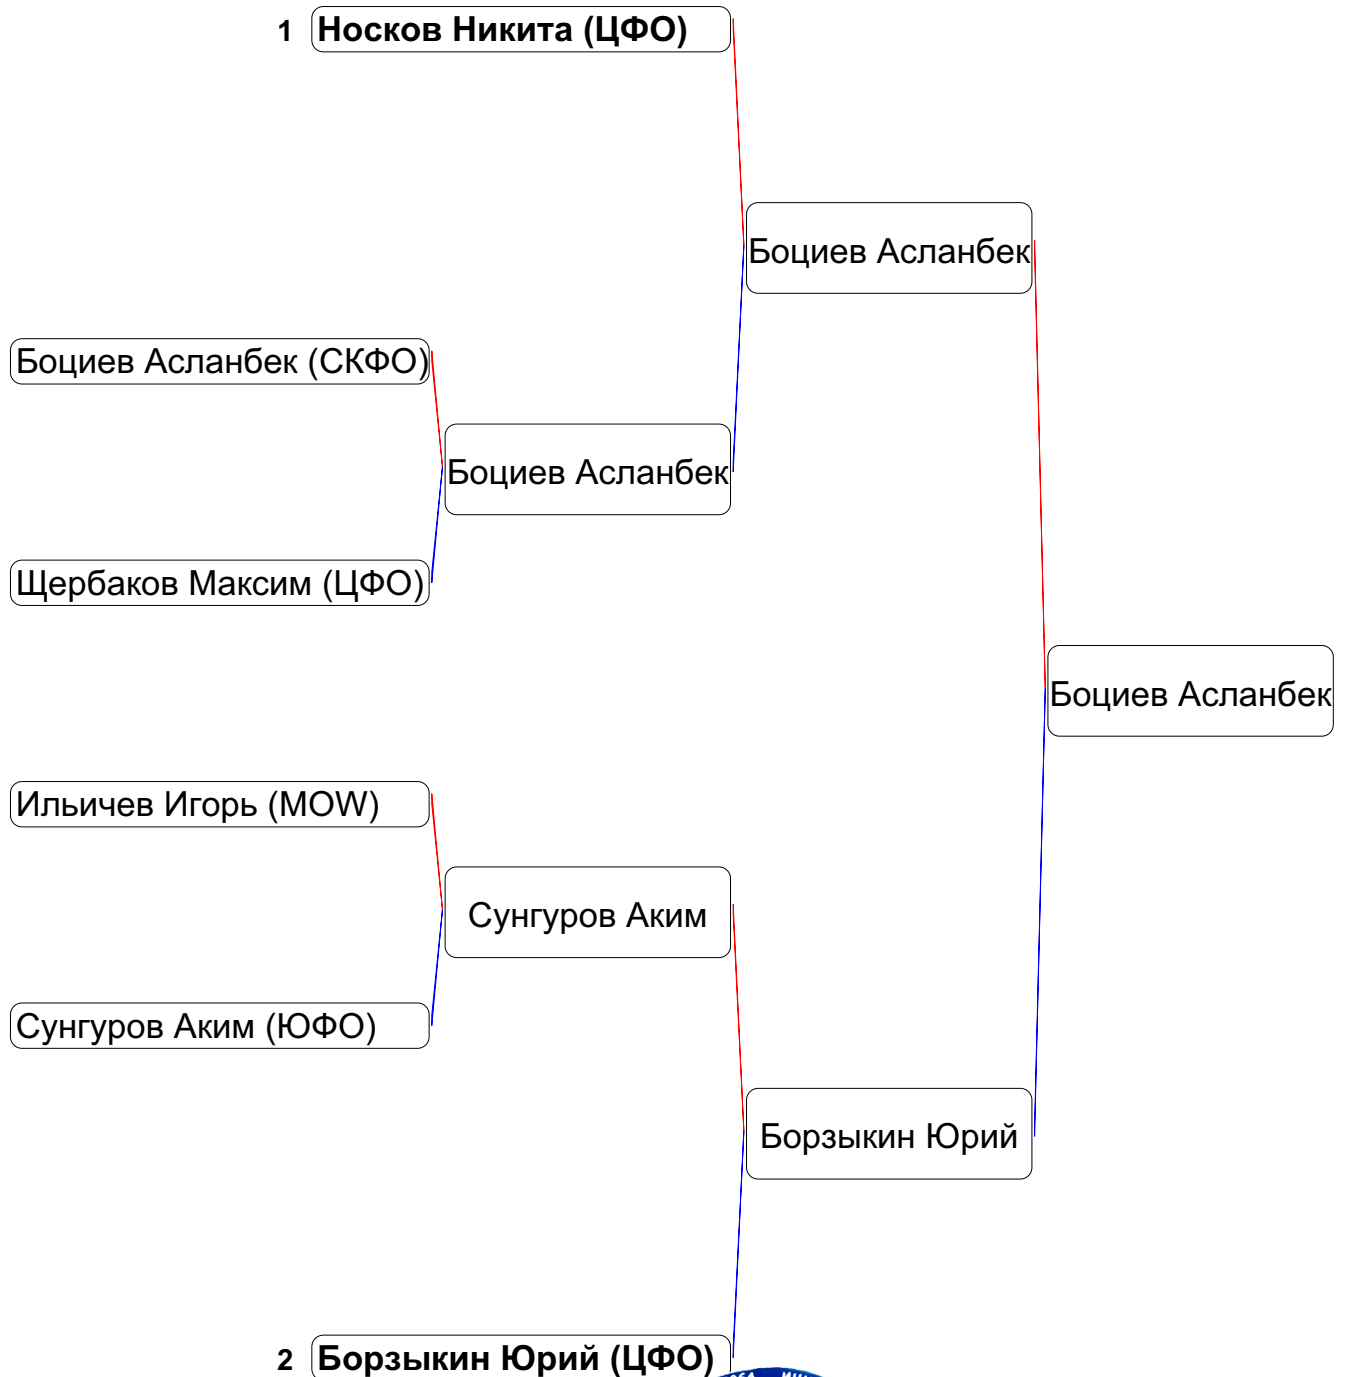 1 Носков Никита (ЦФО)
Боциев Асланбек
Боциев Асланбек (СКФО)
Боциев Асланбек
Щербаков Максим (ЦФО)
Боциев Асланбек
Ильичев Игорь (MOW)
Сунгуров Аким
Сунгуров Аким (ЮФО)
Борзыкин Юрий
2 Борзыкин Юрий (ЦФО)